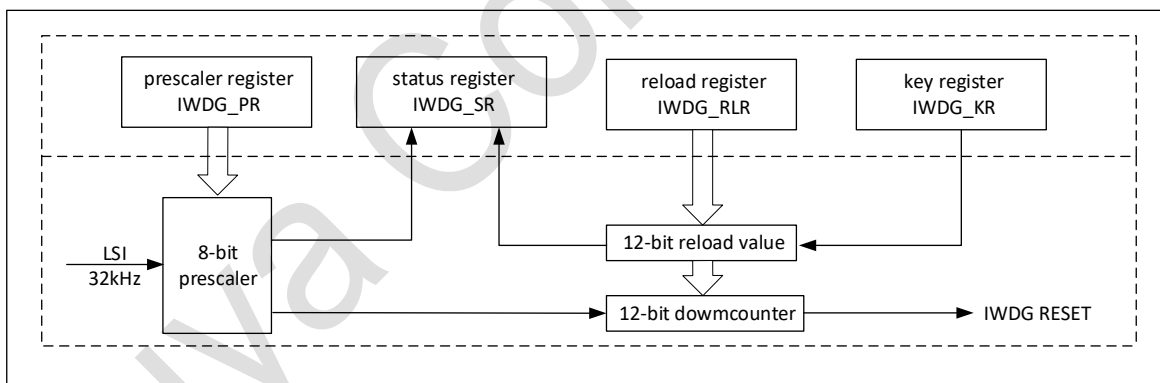 prescaler register
IWDG_PR
status register
IWDG_SR
reload register
IWDG_RLR
key register
IWDG_KR
LSI
32kHz
8-bit
prescaler
12-bit reload value
12-bit dowmcounter
IWDG RESET